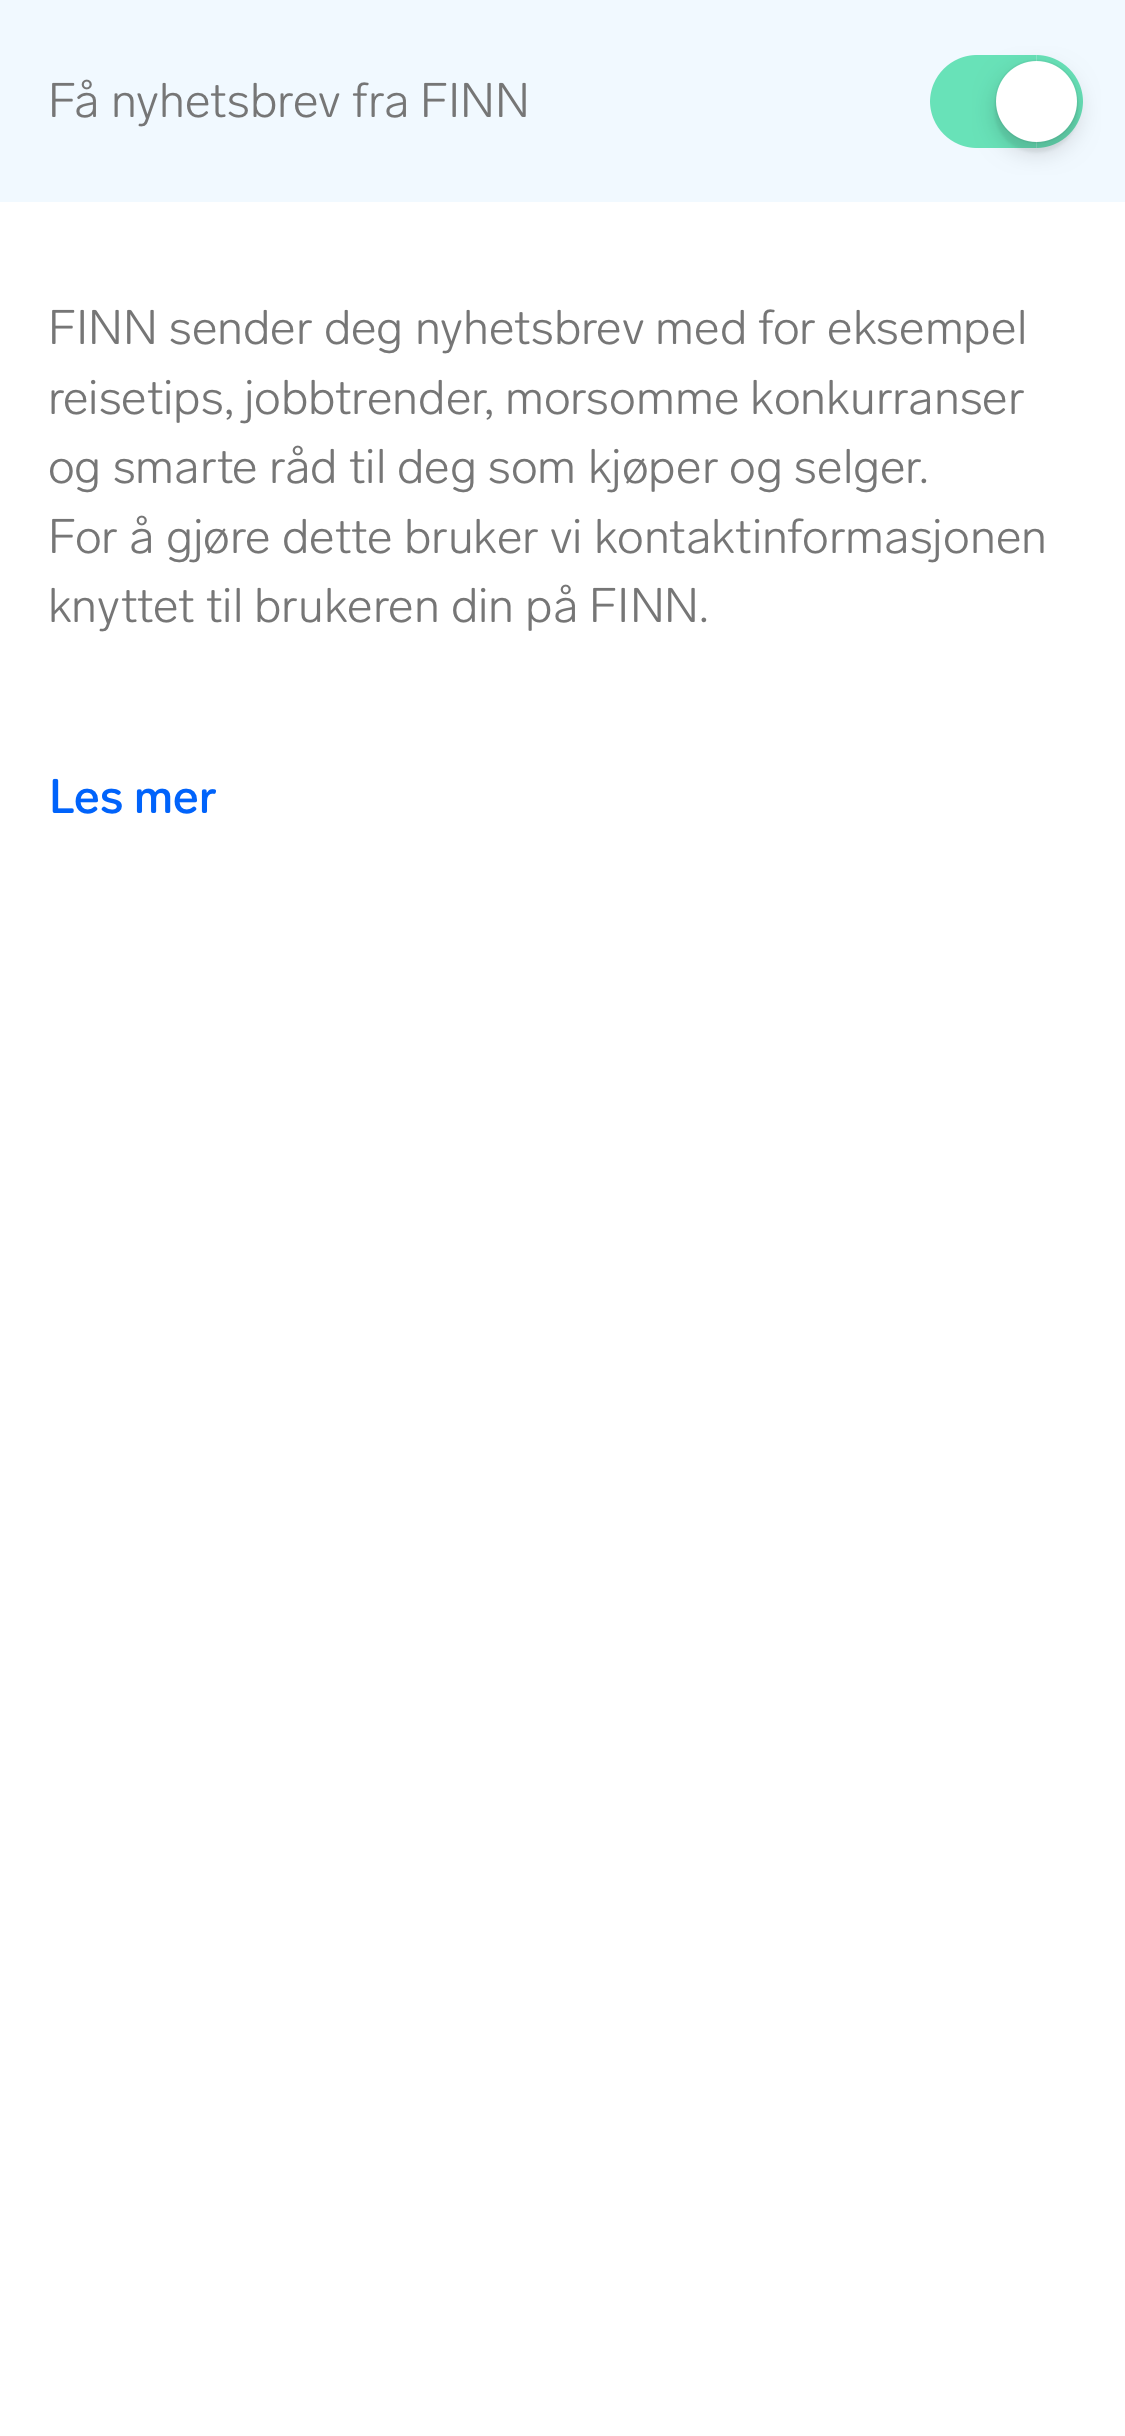 Få nyhetsbrev fra FINN
FINN sender deg nyhetsbrev med for eksempel
reisetips, jobbtrender, morsomme konkurranser
og smarte råd til deg som kjøper og selger.
For å gjøre dette bruker vi kontaktinformasjonen
knyttet til brukeren din på FINN.
Les mer